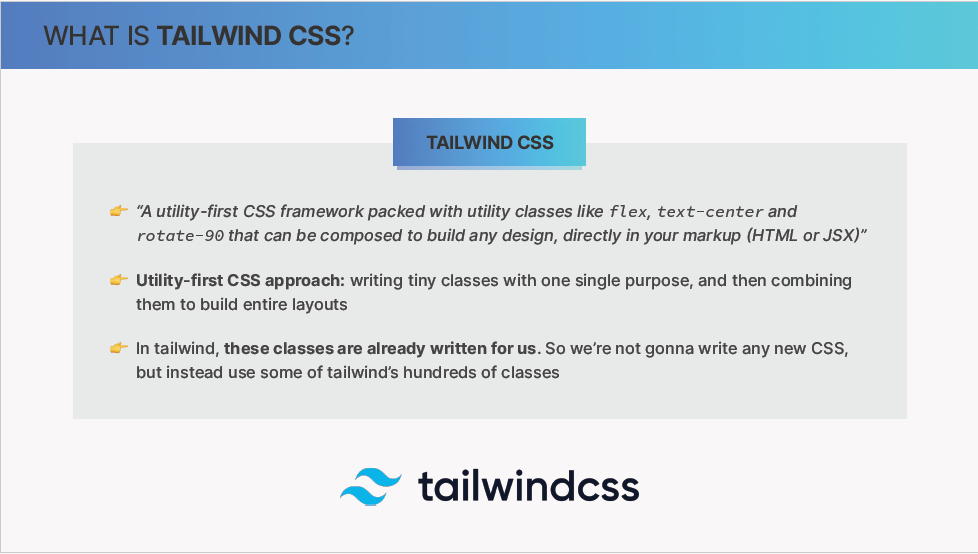 WHAT IS TAILWIND CSS?
TAILWIND CSS
👉 “A utility-first CSS framework packed with utility classes like flex, text-center and
rotate-90 that can be composed to build any design, directly in your markup (HTML or JSX)”
👉 Utility-first CSS approach: writing tiny classes with one single purpose, and then combining
them to build entire layouts
👉 In tailwind, these classes are already written for us. So we’re not gonna write any new CSS,
but instead use some of tailwind’s hundreds of classes
tailwindcss